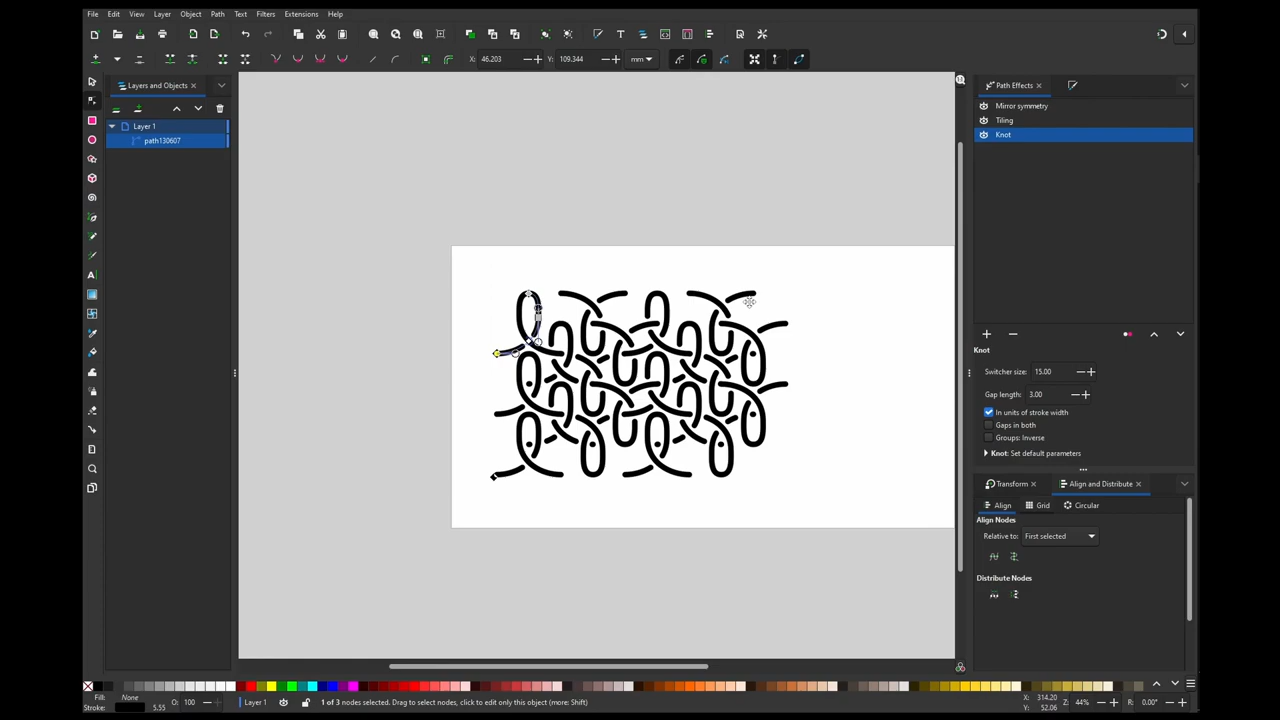 File Edit View Layer Object Path Text Filters Extensions Help
X: 46.203 Y: 109.344 mm
Layers and Objects
Layer 1
path130607
Path Effects
Mirror symmetry
Tiling
Knot
Knot
Switcher size: 15.00
Gap length: 3.00
In units of stroke width
Gaps in both
Groups: Inverse
Knot: Set default parameters
Transform Align and Distribute
Align Grid Circular
Align Nodes
Relative to: First selected
Distribute Nodes
Fill: None
Stroke: 5.55 O: 100 Layer 1 1 of 3 nodes selected. Drag to select nodes, click to edit only this object (more: Shift)
X: 314.20
Y: 52.06 Z: 44% R: 0.00°